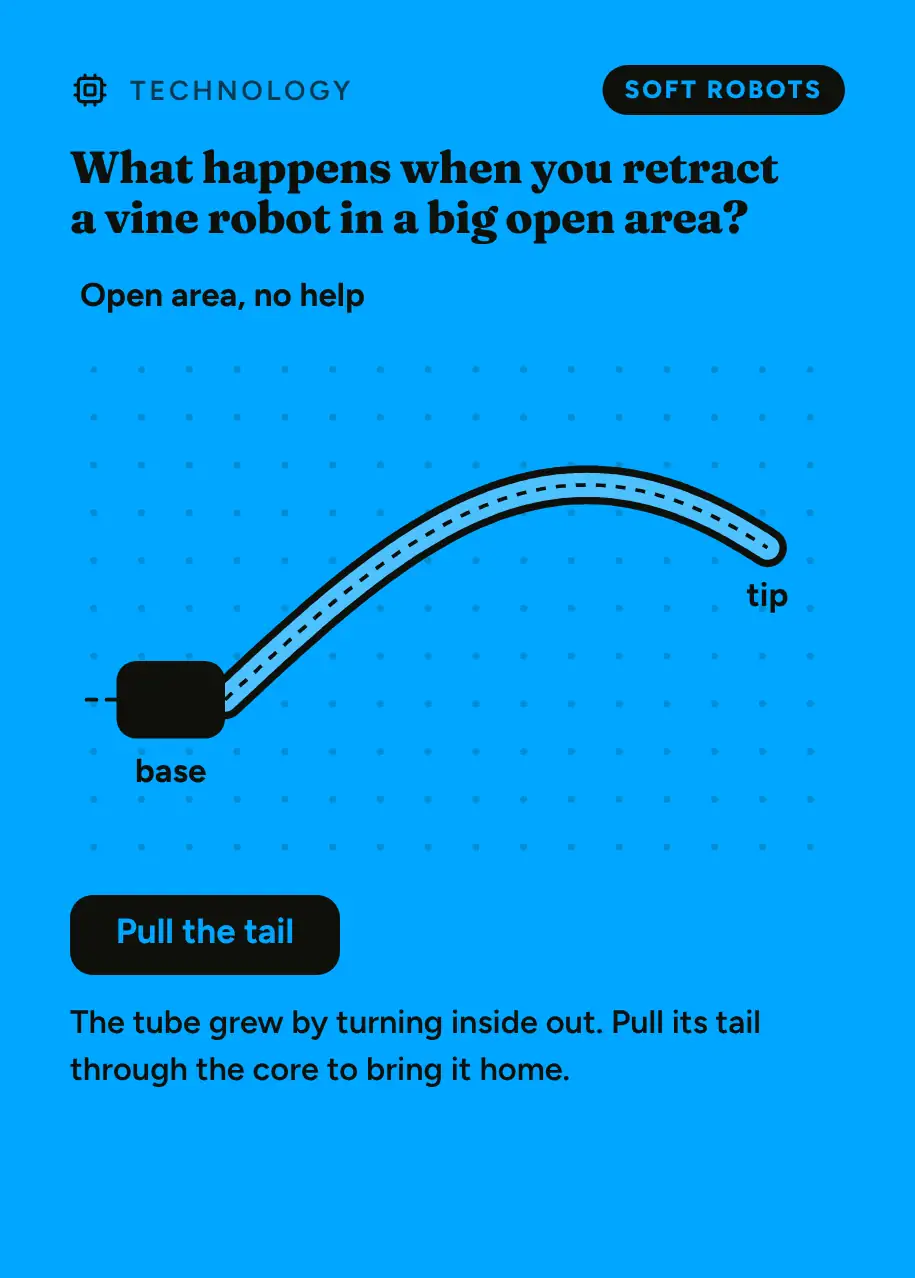 TECHNOLOGY
SOFT ROBOTS
What happens when you retract
a vine robot in a big open area?
Open area, no help
tip
base
Pull the tail
The tube grew by turning inside out. Pull its tail
through the core to bring it home.